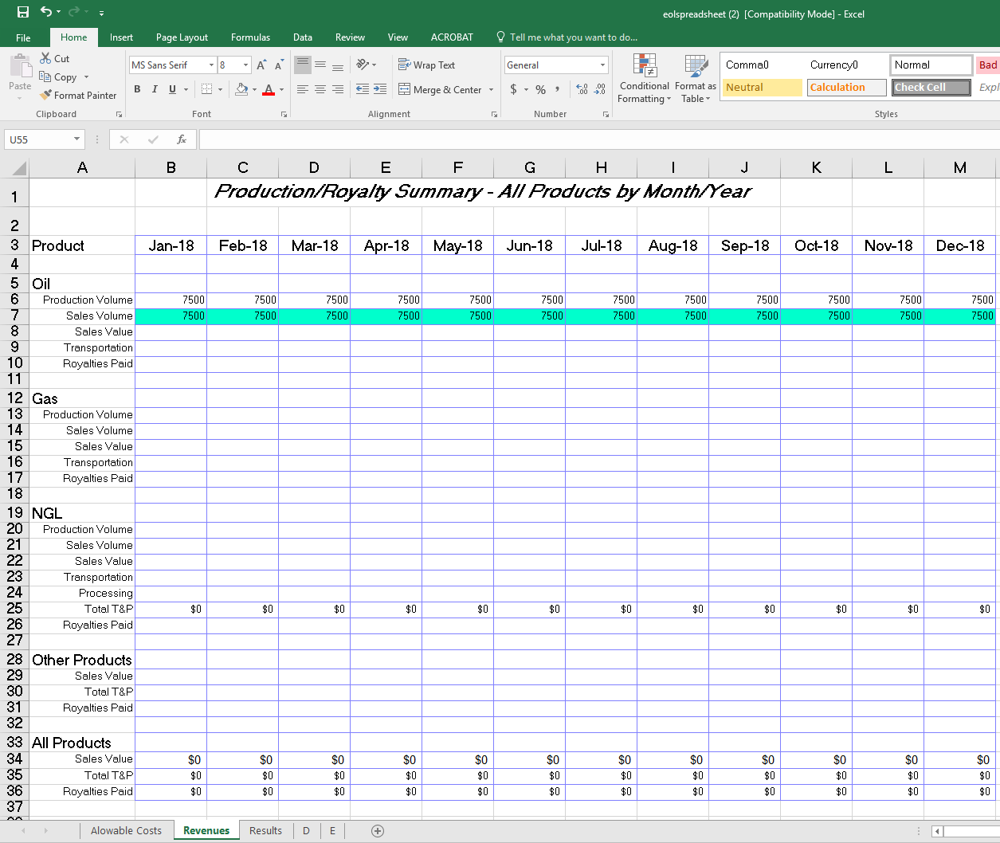 eolspreadsheet (2) [Compatibility Mode] - Excel
File Home Insert Page Layout Formulas Data Review View ACROBAT Tell me what you want to do...
Paste Cut Copy Format Painter
Clipboard
MS Sans Serif 8 A A
B I U A
Font
Wrap Text
Merge & Center
Alignment
General
$ % , .00 .00
Number
Conditional Formatting Format as Table
Comma0 Currency0 Normal Bad
Neutral Calculation Check Cell Expl
Styles
U55 fx
A B C D E F G H I J K L M
1 Production/Royalty Summary - All Products by Month/Year
2
3 Product Jan-18 Feb-18 Mar-18 Apr-18 May-18 Jun-18 Jul-18 Aug-18 Sep-18 Oct-18 Nov-18 Dec-18
4
5 Oil
6 Production Volume 7500 7500 7500 7500 7500 7500 7500 7500 7500 7500 7500 7500
7 Sales Volume 7500 7500 7500 7500 7500 7500 7500 7500 7500 7500 7500 7500
8 Sales Value
9 Transportation
10 Royalties Paid
11
12 Gas
13 Production Volume
14 Sales Volume
15 Sales Value
16 Transportation
17 Royalties Paid
18
19 NGL
20 Production Volume
21 Sales Volume
22 Sales Value
23 Transportation
24 Processing
25 Total T&P $0 $0 $0 $0 $0 $0 $0 $0 $0 $0 $0 $0
26 Royalties Paid
27
28 Other Products
29 Sales Value
30 Total T&P
31 Royalties Paid
32
33 All Products
34 Sales Value $0 $0 $0 $0 $0 $0 $0 $0 $0 $0 $0 $0
35 Total T&P $0 $0 $0 $0 $0 $0 $0 $0 $0 $0 $0 $0
36 Royalties Paid $0 $0 $0 $0 $0 $0 $0 $0 $0 $0 $0 $0
37
Alowable Costs Revenues Results D E